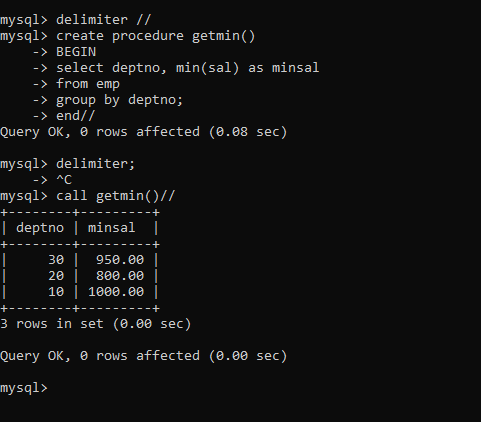 mysql> delimiter //
mysql> create procedure getmin()
    -> BEGIN
    -> select deptno, min(sal) as minsal
    -> from emp
    -> group by deptno;
    -> end//
Query OK, 0 rows affected (0.08 sec)

mysql> delimiter;
    -> ^C
mysql> call getmin()//
+--------+---------+
| deptno | minsal  |
+--------+---------+
|     30 |  950.00 |
|     20 |  800.00 |
|     10 | 1000.00 |
+--------+---------+
3 rows in set (0.00 sec)

Query OK, 0 rows affected (0.00 sec)

mysql>